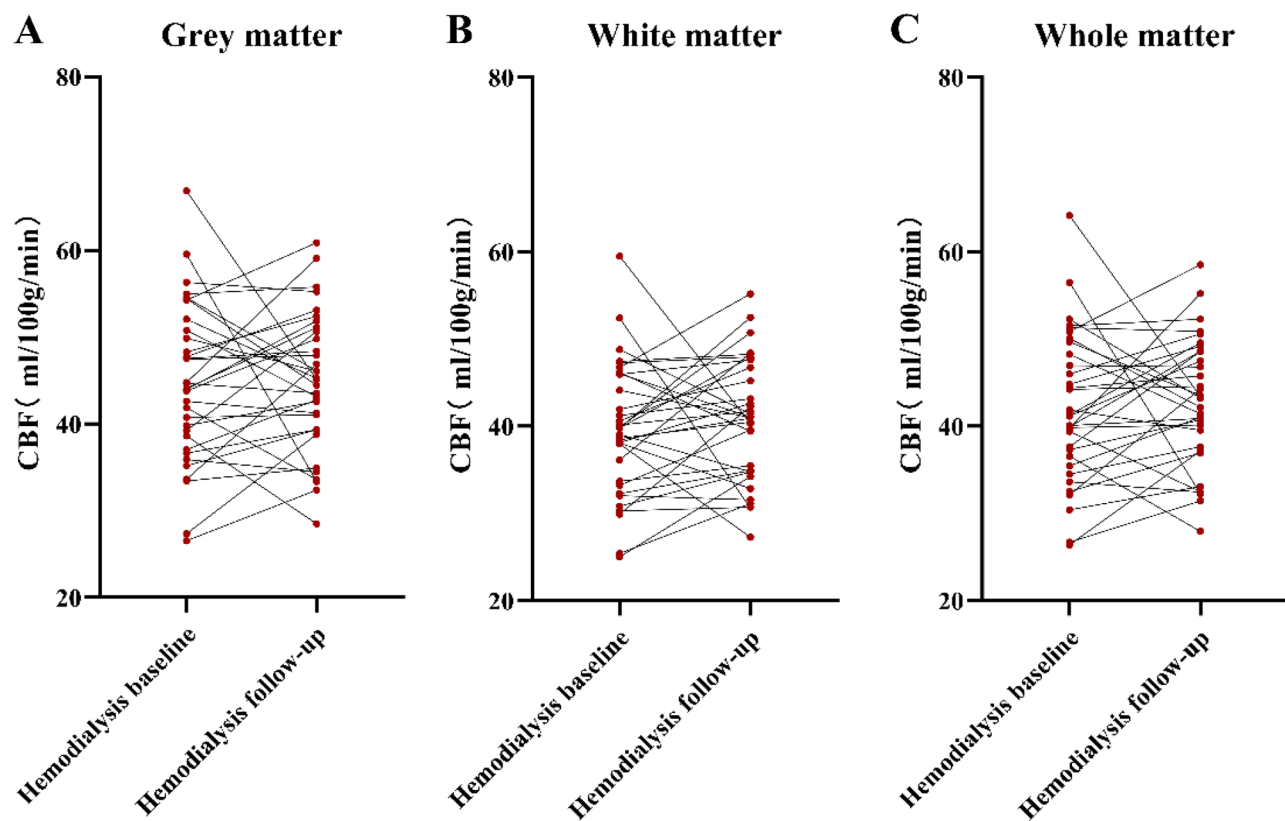 A Grey matter
80
60
40
20
CBF( ml/100g/min)
Hemodialysis baseline
Hemodialysis follow-up
B White matter
80
60
40
20
CBF( ml/100g/min)
Hemodialysis baseline
Hemodialysis follow-up
C Whole matter
80
60
40
20
CBF( ml/100g/min)
Hemodialysis baseline
Hemodialysis follow-up